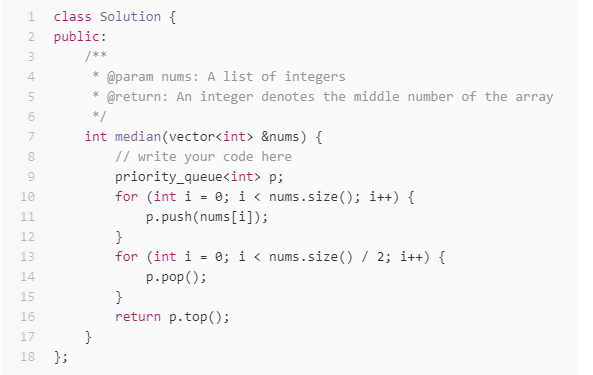 1 class Solution {
2 public:
3     /**
4      * @param nums: A list of integers
5      * @return: An integer denotes the middle number of the array
6      */
7     int median(vector<int> &nums) {
8         // write your code here
9         priority_queue<int> p;
10         for (int i = 0; i < nums.size(); i++) {
11             p.push(nums[i]);
12         }
13         for (int i = 0; i < nums.size() / 2; i++) {
14             p.pop();
15         }
16         return p.top();
17     }
18 };